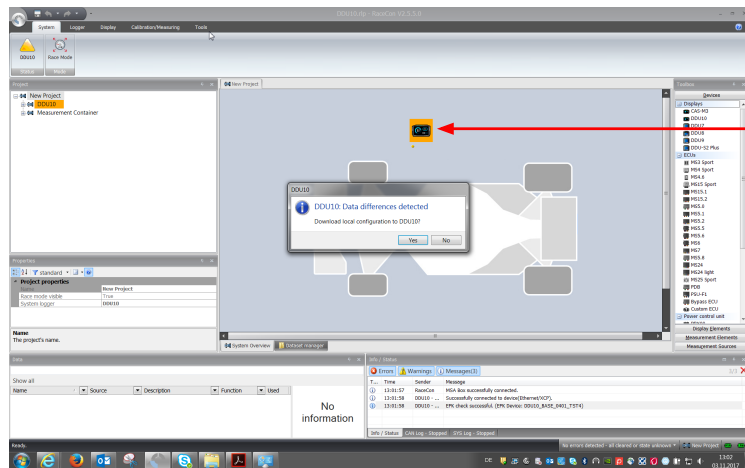 DDU10.rlp - RaceCon V2.5.5.0
System Logger Display Calibration/Measuring Tools
DDU10 Race Mode
Status Mode
Project
New Project
DDU10
Measurement Container
New Project
Toolbox
Devices
Displays
CAS-M3
DDU10
DDU7
DDU8
DDU9
DDU-S2 Plus
ECUs
MS3 Sport
MS4 Sport
MS4.6
MS15 Sport
MS15.1
MS15.2
MS5.0
MS5.1
MS5.2
MS5.5
MS5.6
MS6
MS7
MS5.8
MS24
MS24 light
MS25 Sport
PDB
PSU-F1
Bypass ECU
Custom ECU
Power control unit
Display Elements
Measurement Elements
Measurement Sources
DDU10
DDU10: Data differences detected
Download local configuration to DDU10?
Yes No
Properties
standard
Project properties
Name New Project
Race mode visible True
System logger DDU10
Name
The project's name.
System Overview Dataset manager
Data
Show all
Name Source Description Function Used
No
information
Info / Status
Errors Warnings Messages(3)
3/3
T... Time Sender Message
13:01:57 RaceCon MSA Box successfully connected.
13:01:58 DDU10 - ... Successfully connected to device(Ethernet/XCP).
13:01:58 DDU10 - ... EPK check successful. (EPK Device: DDU10_BASE_0401_TST4)
Info / Status CAN Log - Stopped SYS Log - Stopped
Ready.
No errors detected - all cleared or state unknown New Project
DE
13:02
03.11.2017